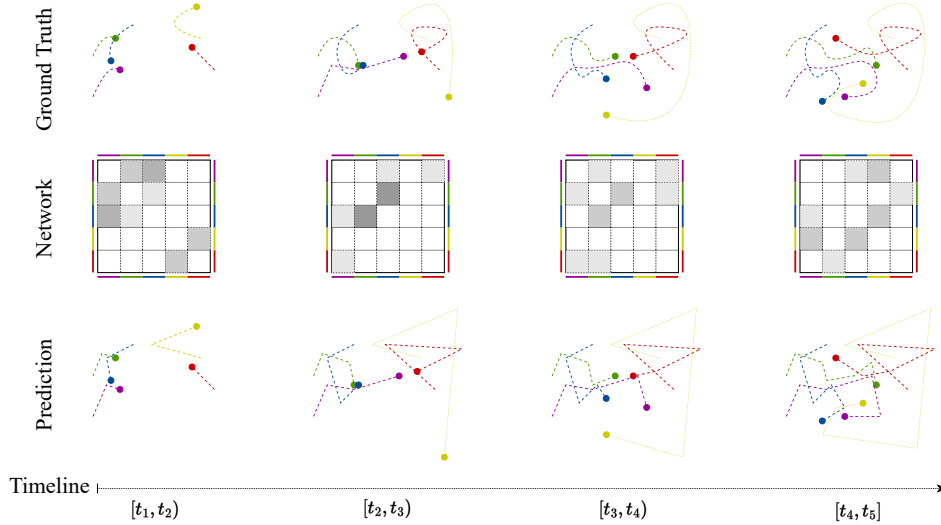 Ground Truth
Network
Prediction
Timeline
[t₁, t₂)
[t₂, t₃)
[t₃, t₄)
[t₄, t₅]